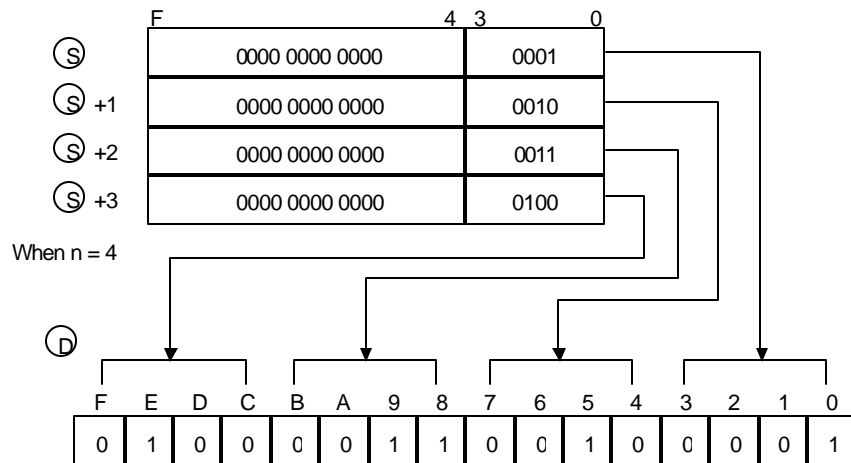 F 4 3 0
S 0000 0000 0000 0001
S +1 0000 0000 0000 0010
S +2 0000 0000 0000 0011
S +3 0000 0000 0000 0100
When n = 4
D
F E D C B A 9 8 7 6 5 4 3 2 1 0
0 1 0 0 0 0 1 1 0 0 1 0 0 0 0 1